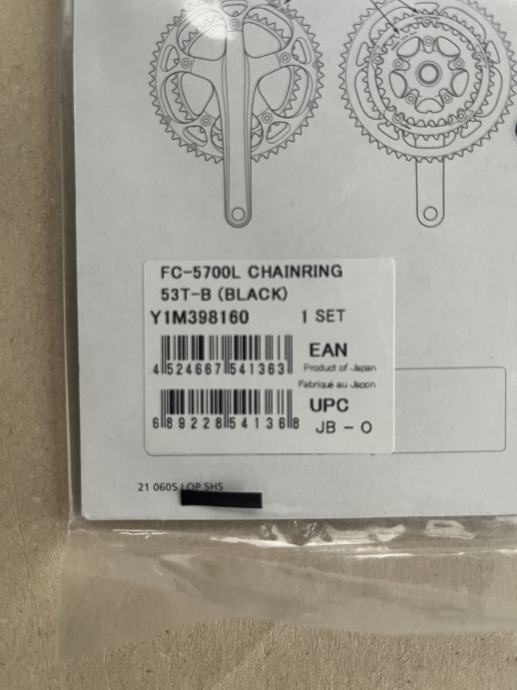 FC-5700L CHAINRING
53T-B (BLACK)
Y1M398160 1 SET
EAN
4 524667 541363
Product of Japan
Fabriqué au Japon
UPC
6 89228 54136 8
JB - O
21 0605 LOP SHS